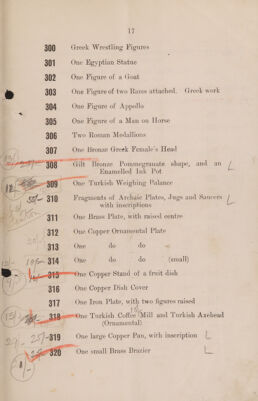 17
300 Greek Wrestling Figures
301 One Egyptian Statue
302 One Figure of a Goat
303 One Figure of two Rams attached. Greek work
304 One Figure of Appollo
305 One Figure of a Man on Horse
306 Two Roman Medallions
307 One Bronze Greek Female's Head
308 Gilt Bronze Pommegranate shape, and an
Enamelled Ink Pot
309 One Turkish Weighing Balance
310 Fragments of Archaic Plates, Jugs and Saucers
with inscriptions
311 One Brass Plate, with raised centre
312 One Copper Ornamental Plate
313 One do do
314 One do do (small)
315 One Copper Stand of a fruit dish
316 One Copper Dish Cover
317 One Iron Plate, with two figures raised
318 One Turkish Coffee Mill and Turkish Axehead
(Ornamental)
25/- 319 One large Copper Pan, with inscription L
320 One small Brass Brazier L